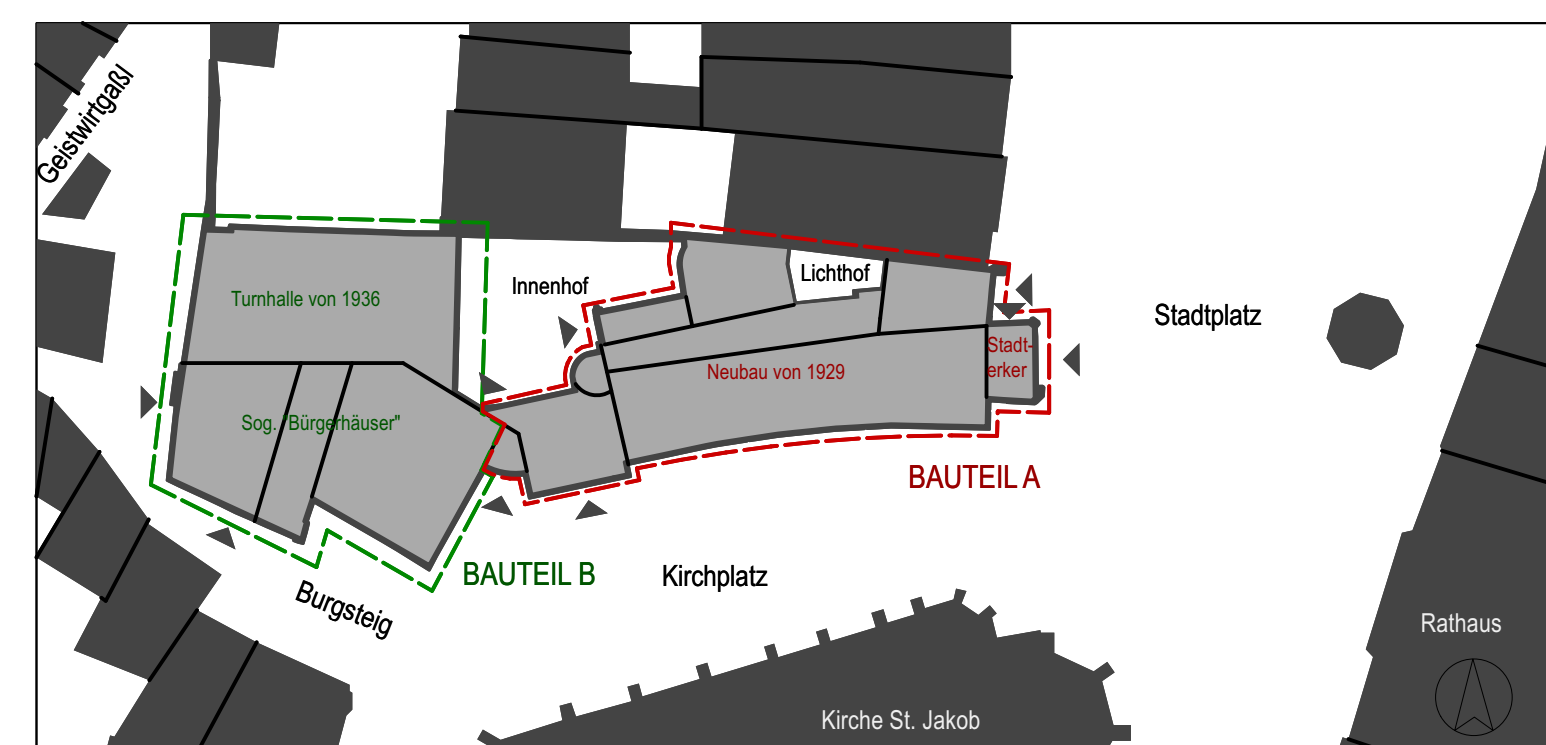 Geistwirtgaßl
Innenhof
Lichthof
Turnhalle von 1936
Stadtplatz
Stadt-
erker
Neubau von 1929
Sog. "Bürgerhäuser"
BAUTEIL A
BAUTEIL B
Kirchplatz
Burgsteig
Rathaus
Kirche St. Jakob